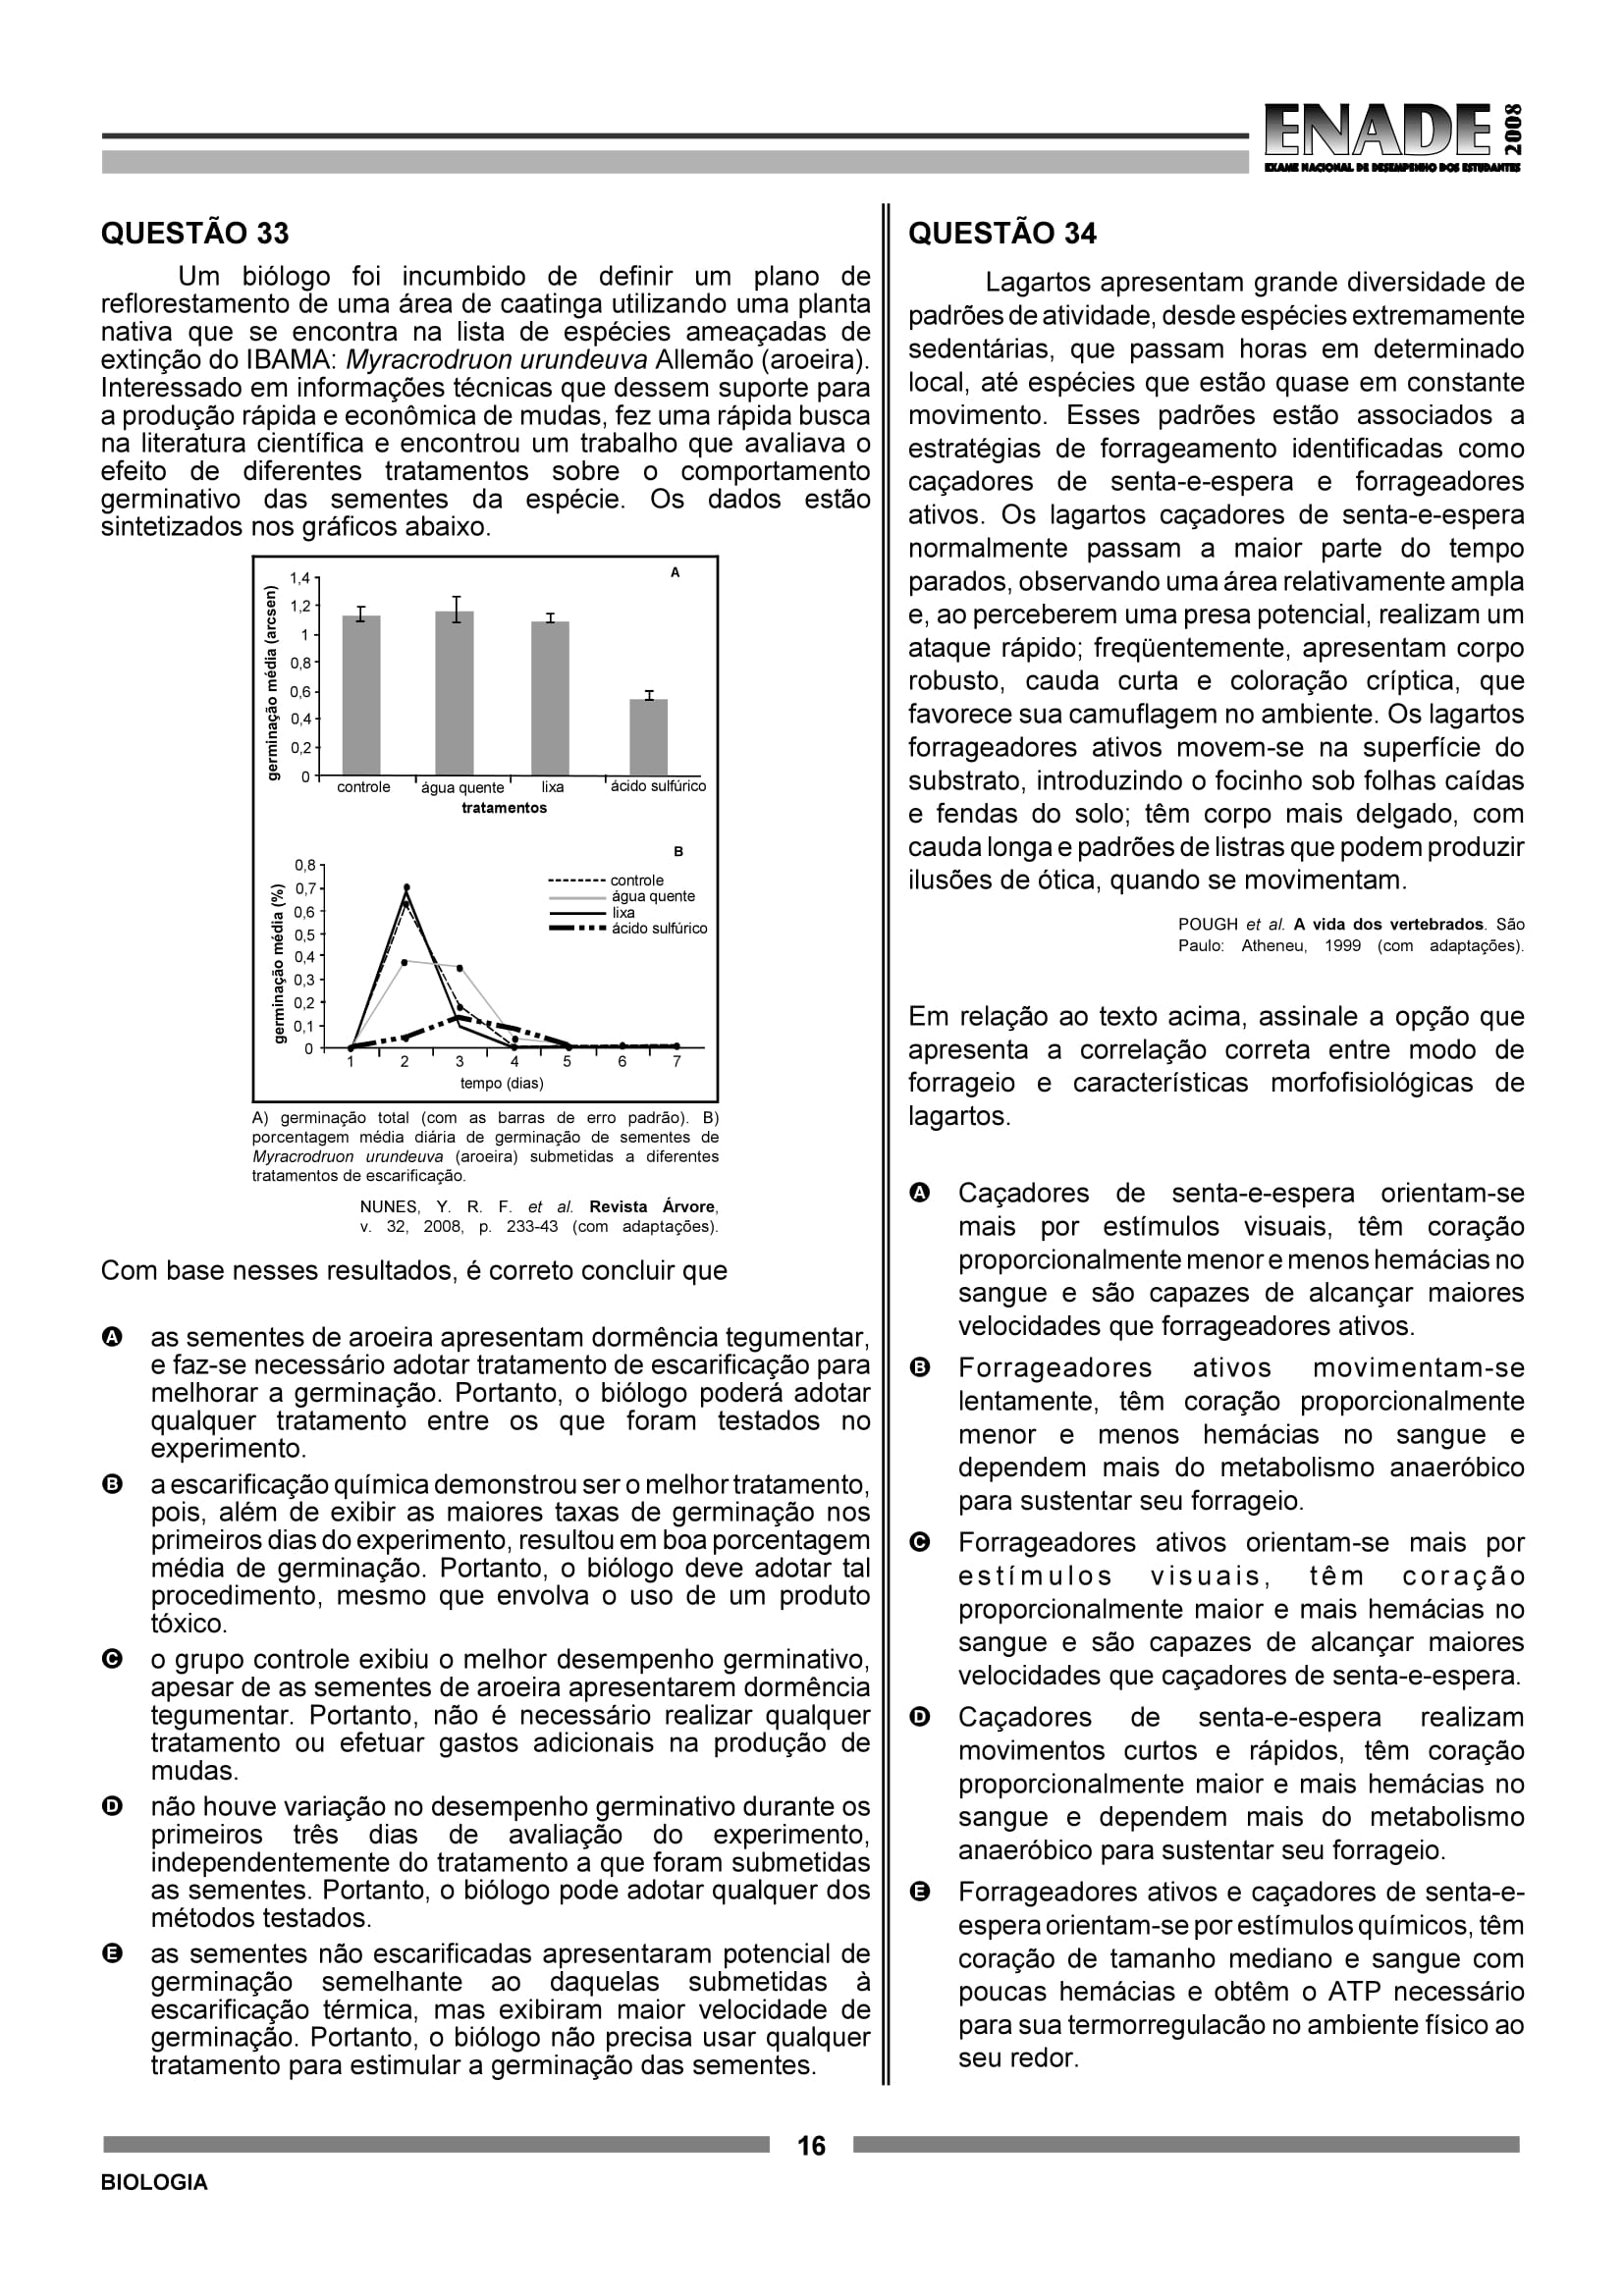 ENADE 2008
EXAME NACIONAL DE DESEMPENHO DOS ESTUDANTES
QUESTÃO 33
Um biólogo foi incumbido de definir um plano de
reflorestamento de uma área de caatinga utilizando uma planta
nativa que se encontra na lista de espécies ameaçadas de
extinção do IBAMA: Myracrodruon urundeuva Allemão (aroeira).
Interessado em informações técnicas que dessem suporte para
a produção rápida e econômica de mudas, fez uma rápida busca
na literatura científica e encontrou um trabalho que avaliava o
efeito de diferentes tratamentos sobre o comportamento
germinativo das sementes da espécie. Os dados estão
sintetizados nos gráficos abaixo.
A
germinação média (arcsen)
1,4
1,2
1
0,8
0,6
0,4
0,2
0
controle água quente lixa ácido sulfúrico
tratamentos
B
germinação média (%)
0,8
0,7
0,6
0,5
0,4
0,3
0,2
0,1
0
controle
água quente
lixa
ácido sulfúrico
1 2 3 4 5 6 7
tempo (dias)
A) germinação total (com as barras de erro padrão). B)
porcentagem média diária de germinação de sementes de
Myracrodruon urundeuva (aroeira) submetidas a diferentes
tratamentos de escarificação.
NUNES, Y. R. F. et al. Revista Árvore,
v. 32, 2008, p. 233-43 (com adaptações).
Com base nesses resultados, é correto concluir que
A as sementes de aroeira apresentam dormência tegumentar,
e faz-se necessário adotar tratamento de escarificação para
melhorar a germinação. Portanto, o biólogo poderá adotar
qualquer tratamento entre os que foram testados no
experimento.
B a escarificação química demonstrou ser o melhor tratamento,
pois, além de exibir as maiores taxas de germinação nos
primeiros dias do experimento, resultou em boa porcentagem
média de germinação. Portanto, o biólogo deve adotar tal
procedimento, mesmo que envolva o uso de um produto
tóxico.
C o grupo controle exibiu o melhor desempenho germinativo,
apesar de as sementes de aroeira apresentarem dormência
tegumentar. Portanto, não é necessário realizar qualquer
tratamento ou efetuar gastos adicionais na produção de
mudas.
D não houve variação no desempenho germinativo durante os
primeiros três dias de avaliação do experimento,
independentemente do tratamento a que foram submetidas
as sementes. Portanto, o biólogo pode adotar qualquer dos
métodos testados.
E as sementes não escarificadas apresentaram potencial de
germinação semelhante ao daquelas submetidas à
escarificação térmica, mas exibiram maior velocidade de
germinação. Portanto, o biólogo não precisa usar qualquer
tratamento para estimular a germinação das sementes.
QUESTÃO 34
Lagartos apresentam grande diversidade de
padrões de atividade, desde espécies extremamente
sedentárias, que passam horas em determinado
local, até espécies que estão quase em constante
movimento. Esses padrões estão associados a
estratégias de forrageamento identificadas como
caçadores de senta-e-espera e forrageadores
ativos. Os lagartos caçadores de senta-e-espera
normalmente passam a maior parte do tempo
parados, observando uma área relativamente ampla
e, ao perceberem uma presa potencial, realizam um
ataque rápido; freqüentemente, apresentam corpo
robusto, cauda curta e coloração críptica, que
favorece sua camuflagem no ambiente. Os lagartos
forrageadores ativos movem-se na superfície do
substrato, introduzindo o focinho sob folhas caídas
e fendas do solo; têm corpo mais delgado, com
cauda longa e padrões de listras que podem produzir
ilusões de ótica, quando se movimentam.
POUGH et al. A vida dos vertebrados. São
Paulo: Atheneu, 1999 (com adaptações).
Em relação ao texto acima, assinale a opção que
apresenta a correlação correta entre modo de
forrageio e características morfofisiológicas de
lagartos.
A Caçadores de senta-e-espera orientam-se
mais por estímulos visuais, têm coração
proporcionalmente menor e menos hemácias no
sangue e são capazes de alcançar maiores
velocidades que forrageadores ativos.
B Forrageadores ativos movimentam-se
lentamente, têm coração proporcionalmente
menor e menos hemácias no sangue e
dependem mais do metabolismo anaeróbico
para sustentar seu forrageio.
C Forrageadores ativos orientam-se mais por
estímulos visuais, têm coração
proporcionalmente maior e mais hemácias no
sangue e são capazes de alcançar maiores
velocidades que caçadores de senta-e-espera.
D Caçadores de senta-e-espera realizam
movimentos curtos e rápidos, têm coração
proporcionalmente maior e mais hemácias no
sangue e dependem mais do metabolismo
anaeróbico para sustentar seu forrageio.
E Forrageadores ativos e caçadores de senta-e-
espera orientam-se por estímulos químicos, têm
coração de tamanho mediano e sangue com
poucas hemácias e obtêm o ATP necessário
para sua termorregulacão no ambiente físico ao
seu redor.
16
BIOLOGIA